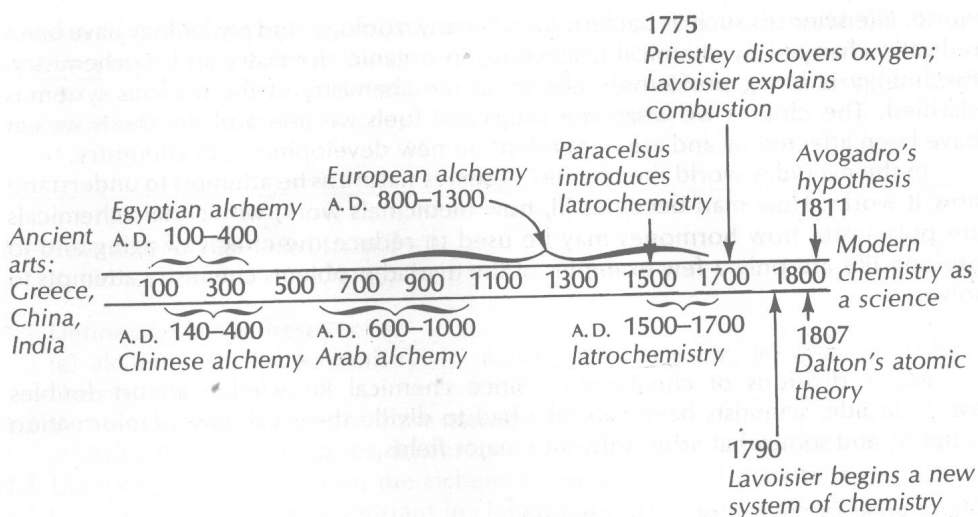 1775
Priestley discovers oxygen;
Lavoisier explains
combustion
European alchemy
A.D. 800–1300
Paracelsus
introduces
Iatrochemistry
Avogadro's
hypothesis
1811
Egyptian alchemy
A.D. 100–400
Ancient
arts:
Greece,
China,
India
100 300 500 700 900 1100 1300 1500 1700 1800
Modern
chemistry as
a science
A.D. 140–400
Chinese alchemy
A.D. 600–1000
Arab alchemy
A.D. 1500–1700
Iatrochemistry
1807
Dalton's atomic
theory
1790
Lavoisier begins a new
system of chemistry